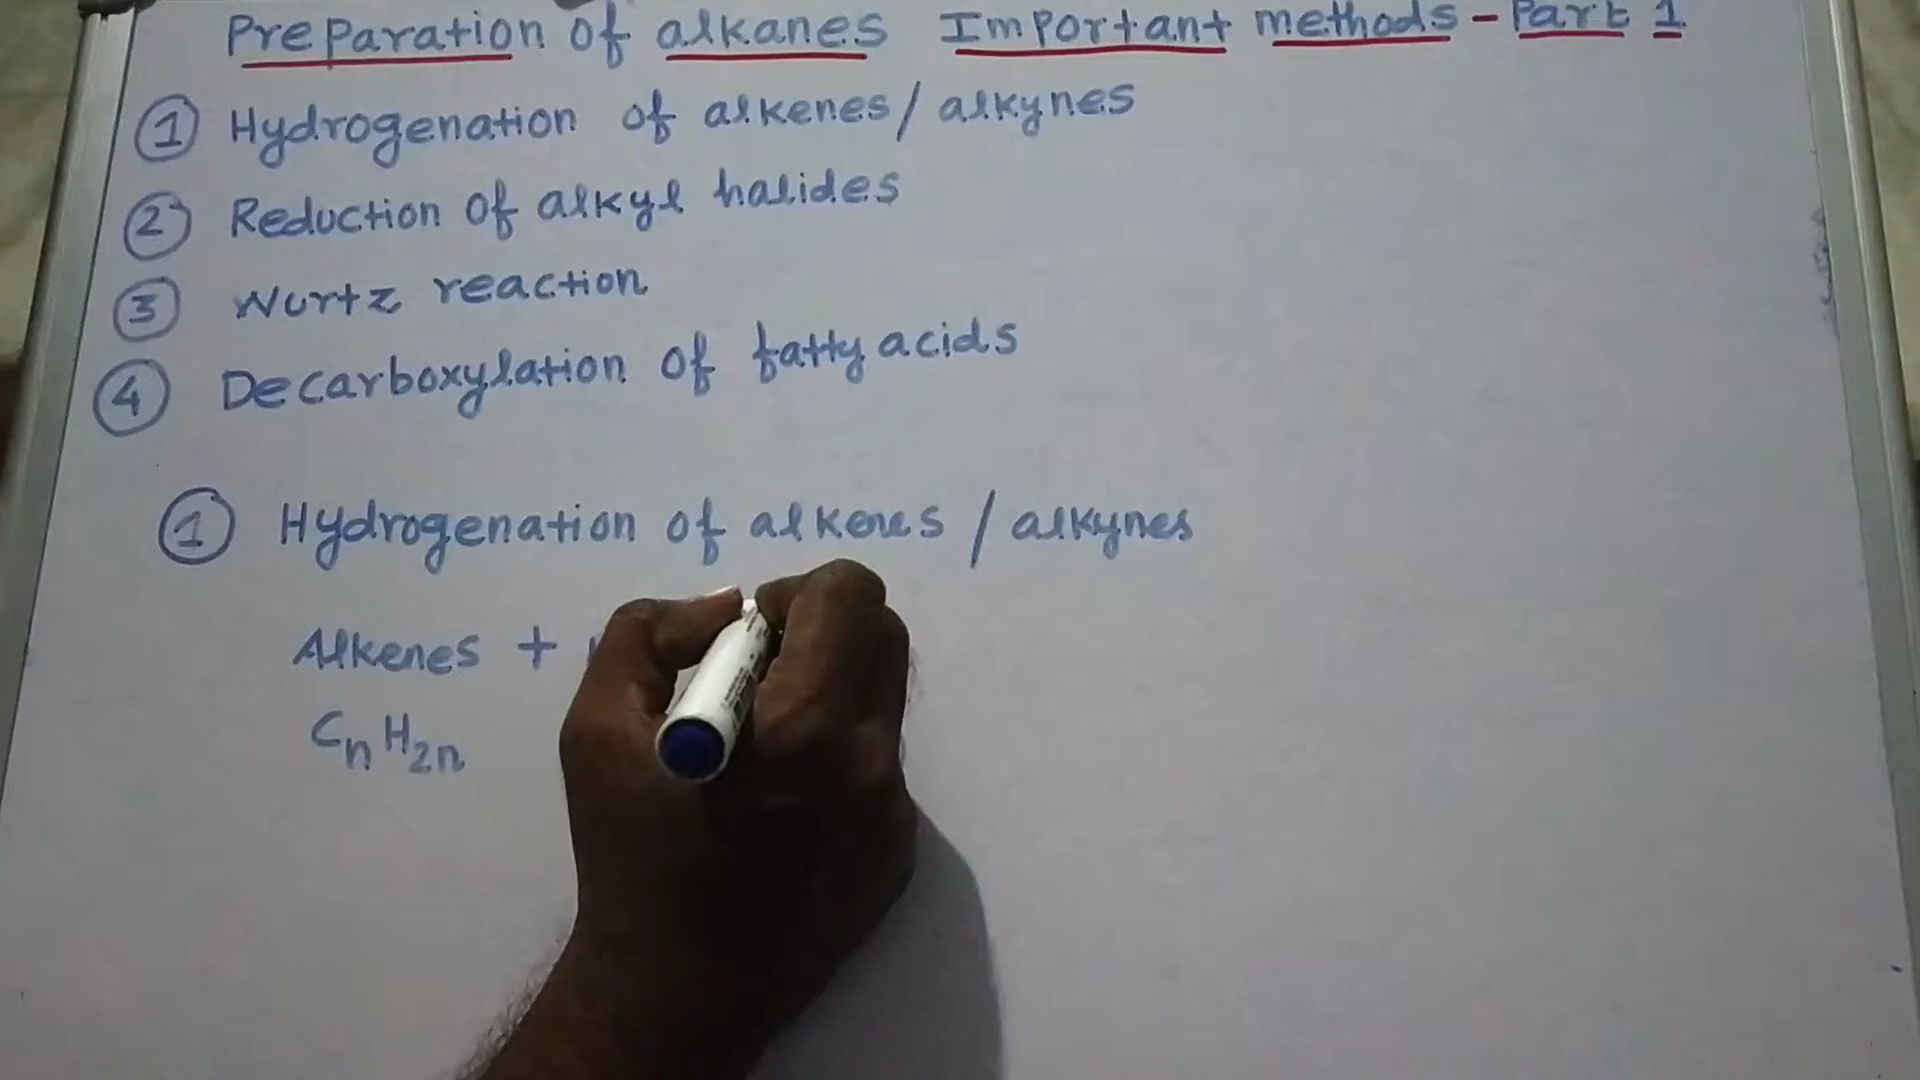 Preparation of alkanes Important methods - Part 1
① Hydrogenation of alkenes / alkynes
② Reduction of alkyl halides
③ Wurtz reaction
④ Decarboxylation of fatty acids
① Hydrogenation of alkenes / alkynes
Alkenes +
CnH2n